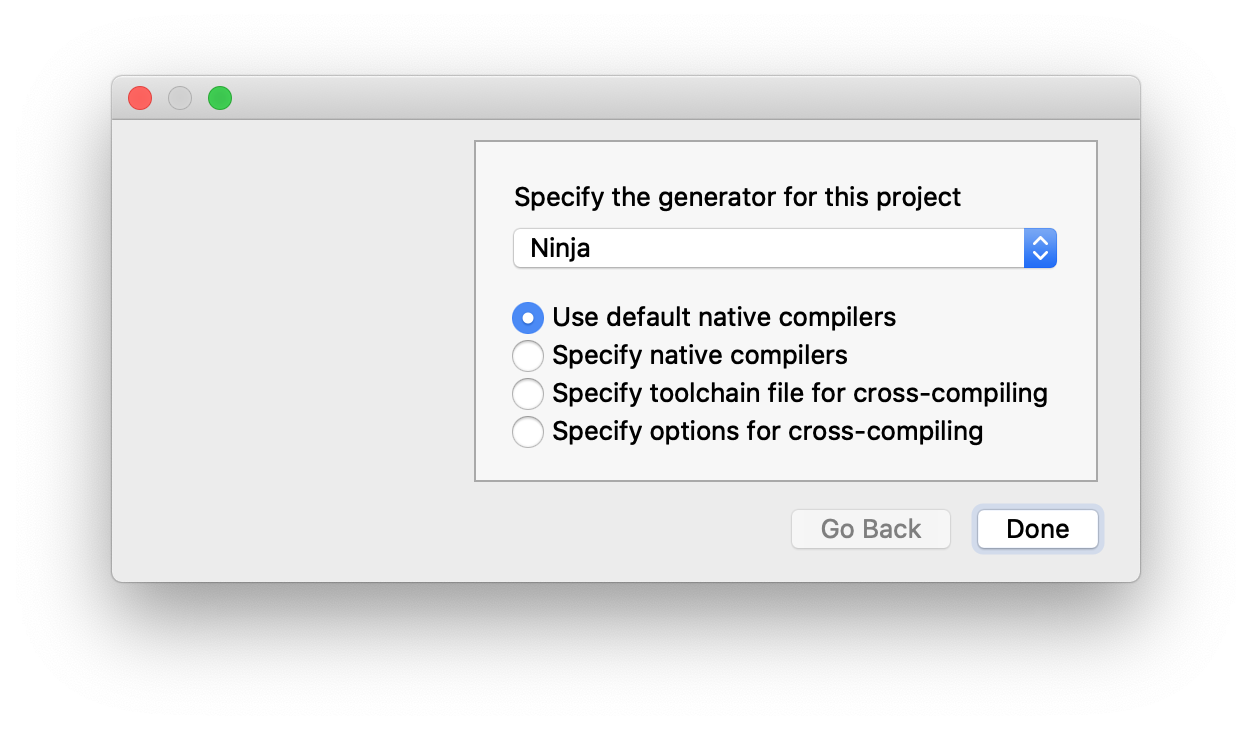 Specify the generator for this project
Ninja
Use default native compilers
Specify native compilers
Specify toolchain file for cross-compiling
Specify options for cross-compiling
Go Back
Done